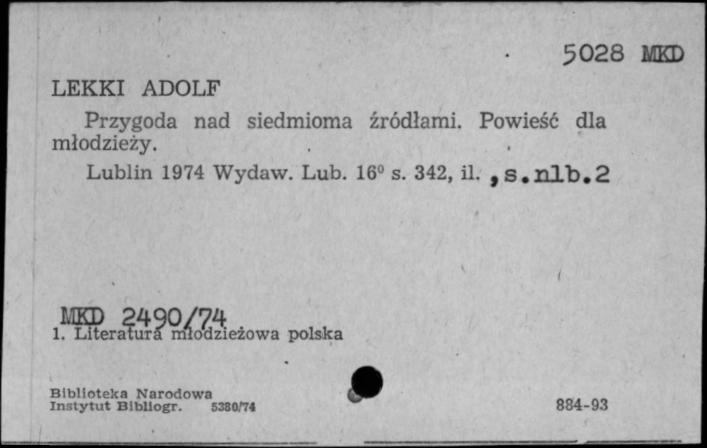 5028 MKD
LEKKI ADOLF
Przygoda nad siedmioma źródłami. Powieść dla
młodzieży.
Lublin 1974 Wydaw. Lub. 16⁰ s. 342, il. , s.nlb.2
MKD 2490/74
1. Literatura młodzieżowa polska
Biblioteka Narodowa
Instytut Bibliogr. 5380/74
884-93